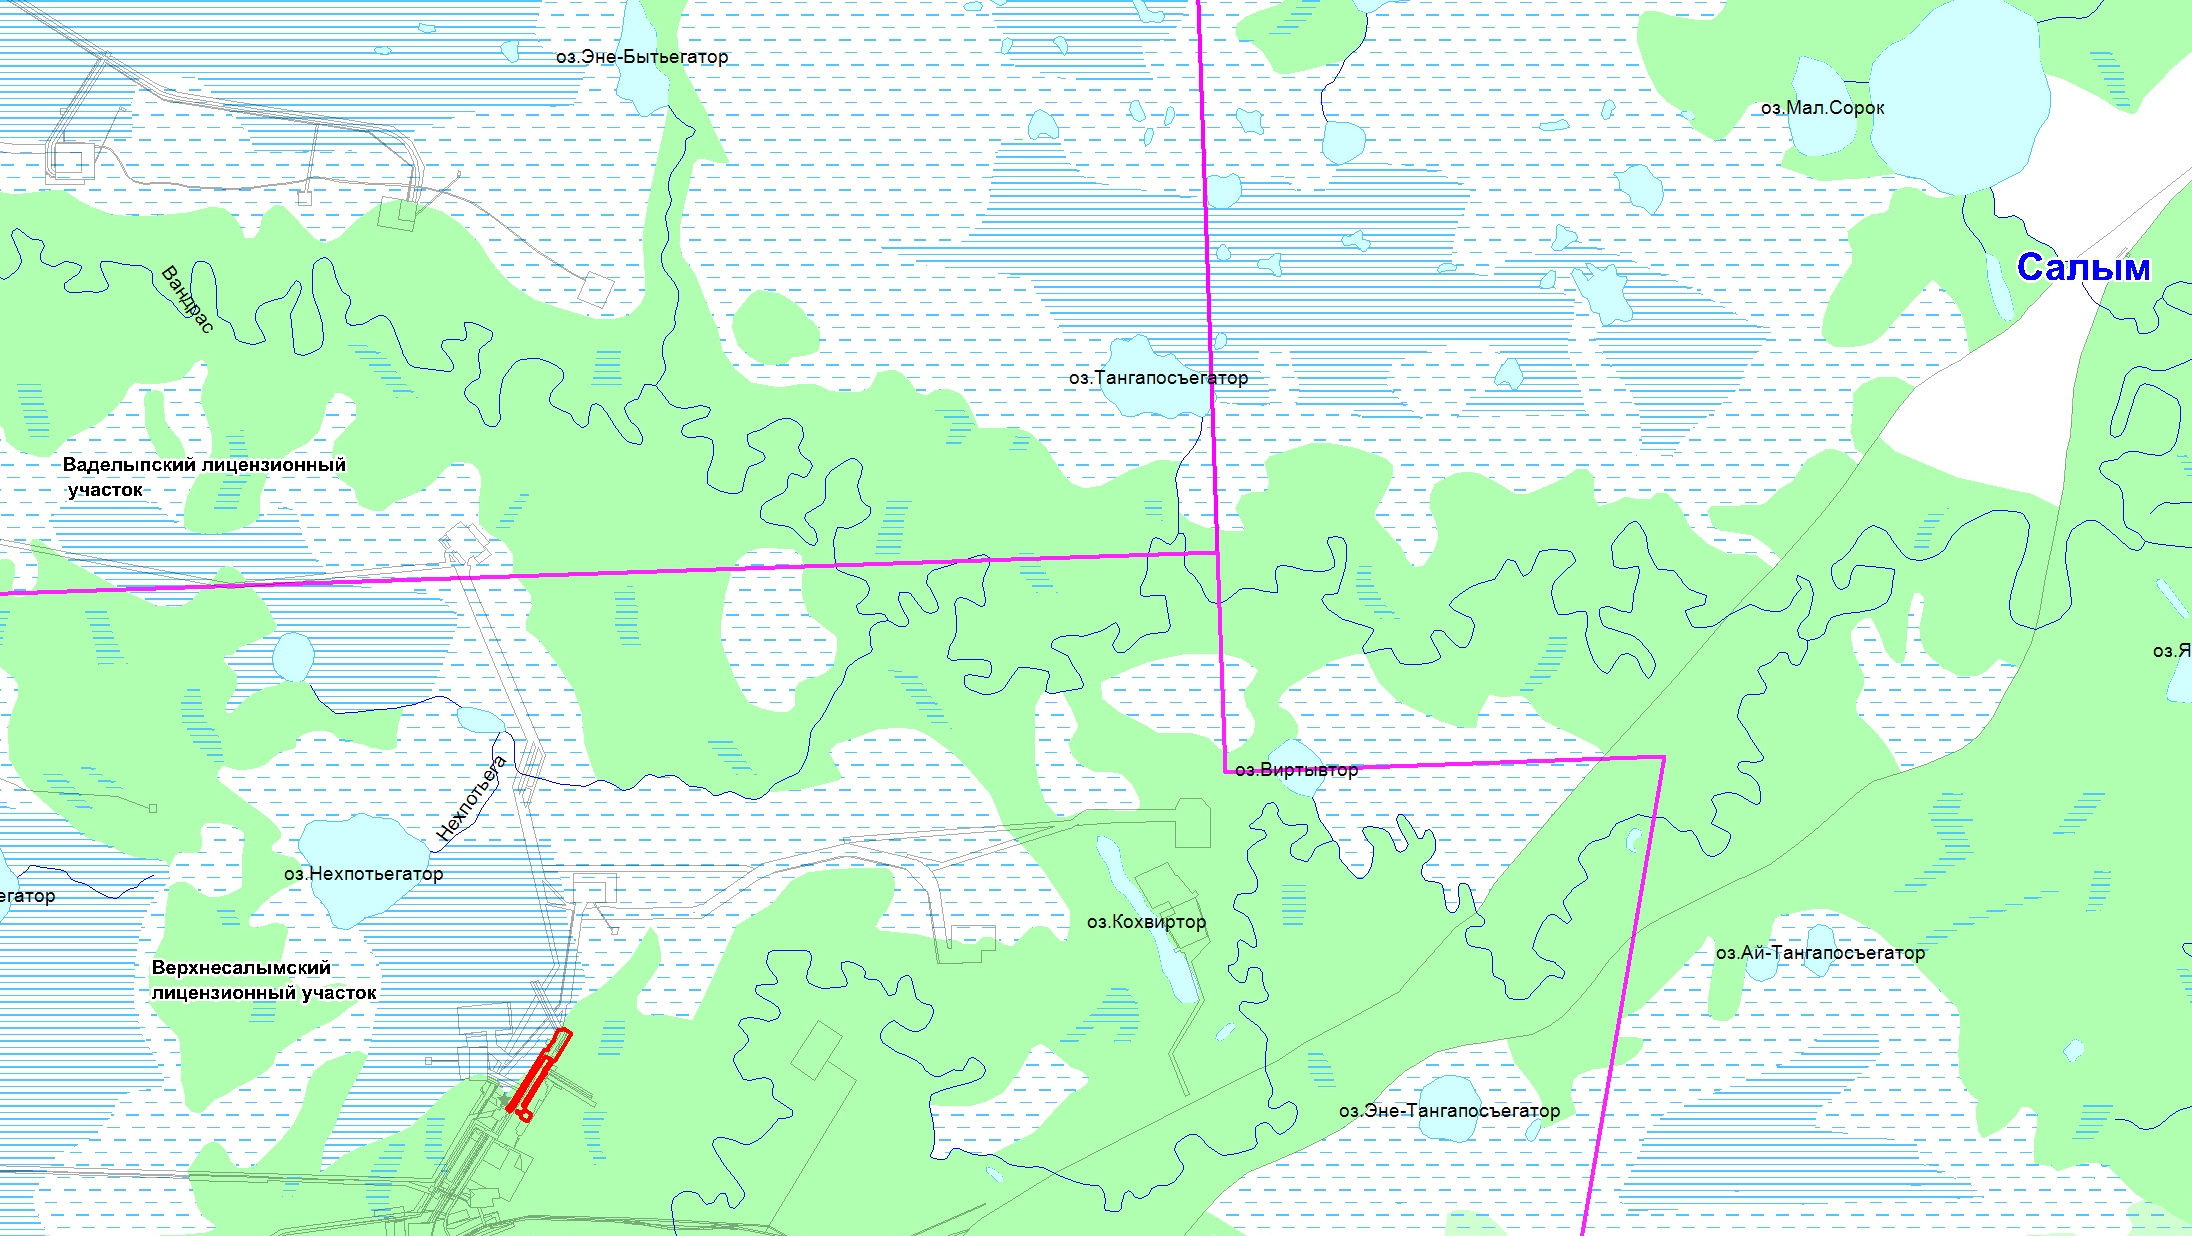 оз.Эне-Бытьегатор
оз.Мал.Сорок
Салым
Вандрас
оз.Тангапосъегатор
Ваделыпский лицензионный
участок
оз.Я
оз.Виртывтор
Нехпотьега
оз.Нехпотьегатор
егатор
оз.Кохвиртор
оз.Ай-Тангапосъегатор
Верхнесалымский
лицензионный участок
оз.Эне-Тангапосъегатор